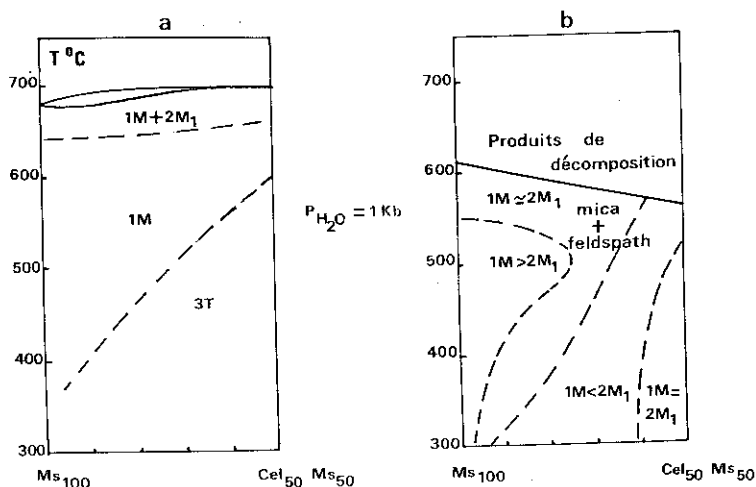 a
T °C
700
600
500
400
300
1M+2M₁
1M
3T
Ms₁₀₀
Cel₅₀ Ms₅₀
P_H₂O = 1 Kb
b
700
600
500
400
300
Produits de
décomposition
1M ≃ 2M₁
mica
+
feldspath
1M > 2M₁
1M < 2M₁
1M =
2M₁
Ms₁₀₀
Cel₅₀ Ms₅₀